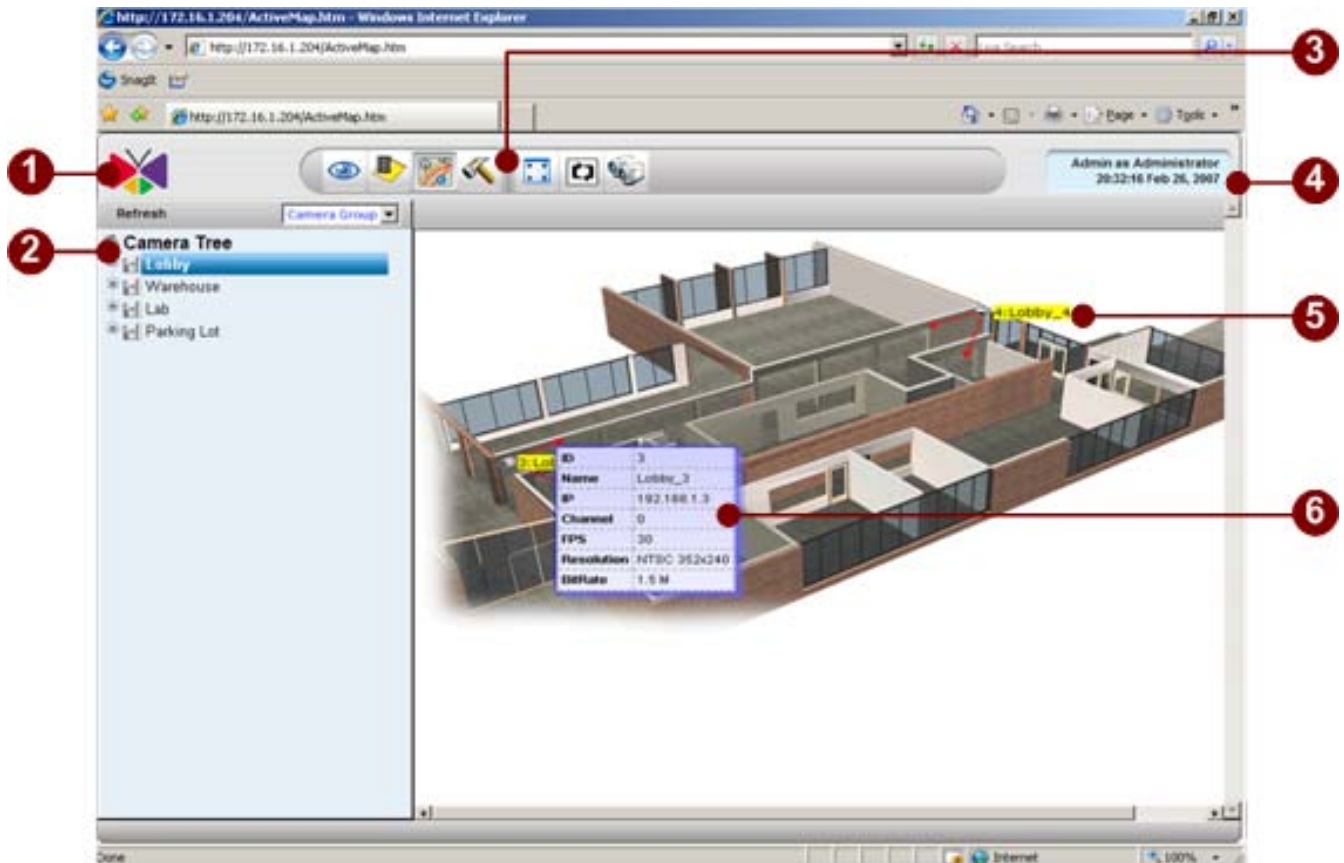 http://172.16.1.204/ActiveMap.htm - Windows Internet Explorer
http://172.16.1.204/ActiveMap.htm
Live Search
SnagIt
http://172.16.1.204/ActiveMap.htm
Page
Tools
3
1
Admin as Administrator
20:32:16 Feb 26, 2007
4
Refresh
Camera Group
2
Camera Tree
Lobby
Warehouse
Lab
Parking Lot
4:Lobby_4
5
3:Lob
ID 3
Name Lobby_3
IP 192.168.1.3
Channel 0
FPS 30
Resolution NTSC 352x240
BitRate 1.5 M
6
Done
Internet
100%